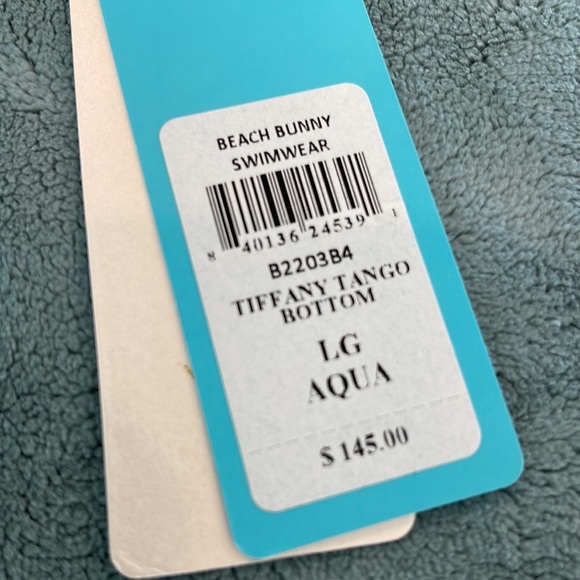 BEACH BUNNY
SWIMWEAR
8 40136 24539 1
B2203B4
TIFFANY TANGO
BOTTOM
LG
AQUA
$ 145.00